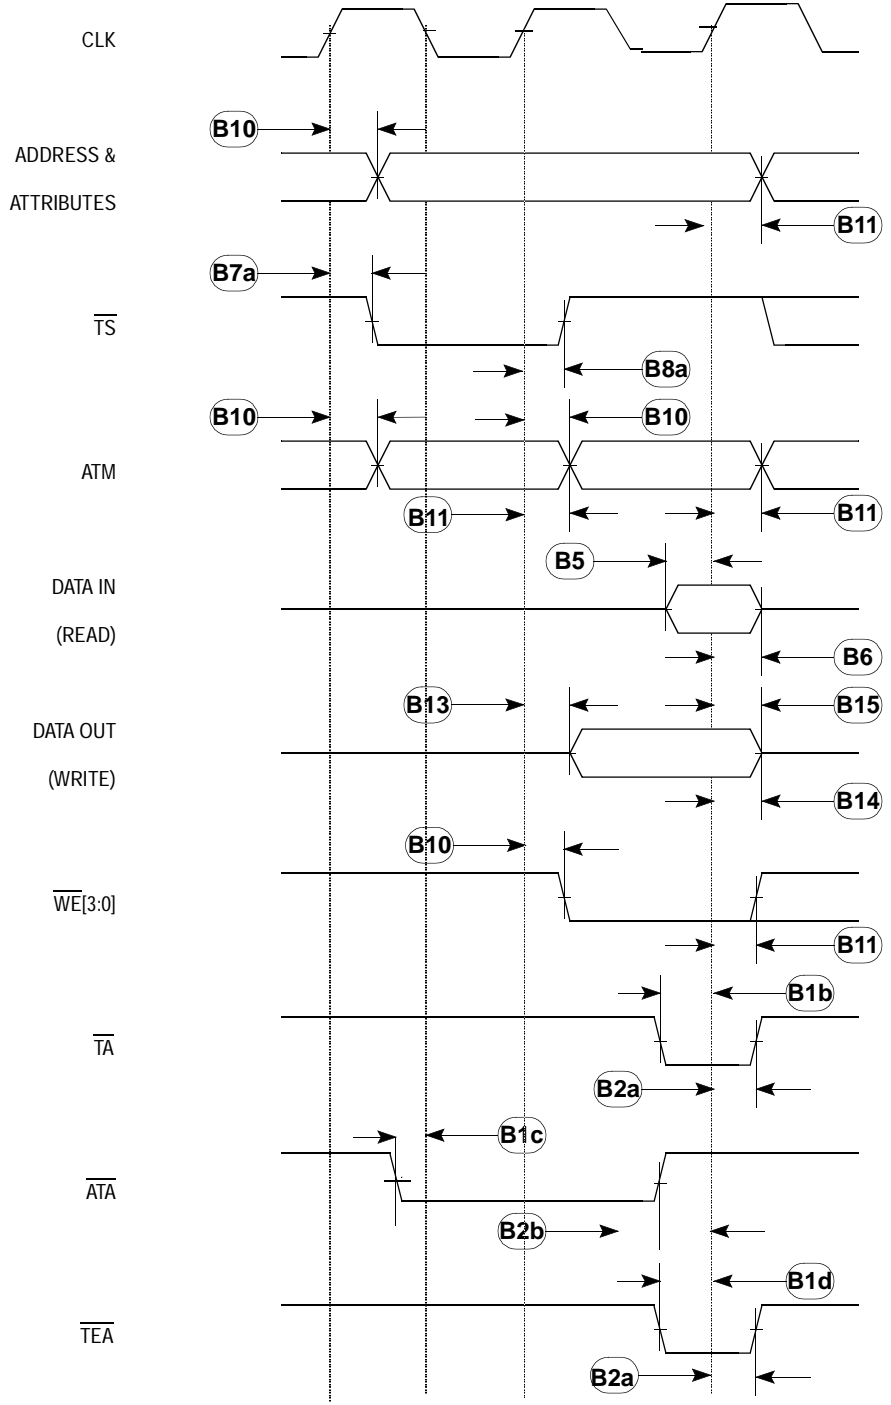 CLK
B10
ADDRESS &
ATTRIBUTES
B11
B7a
TS
B8a
B10
B10
ATM
B11
B11
B5
DATA IN
(READ)
B6
B13
B15
DATA OUT
(WRITE)
B14
B10
WE[3:0]
B11
B1b
TA
B2a
B1c
ATA
B2b
B1d
TEA
B2a